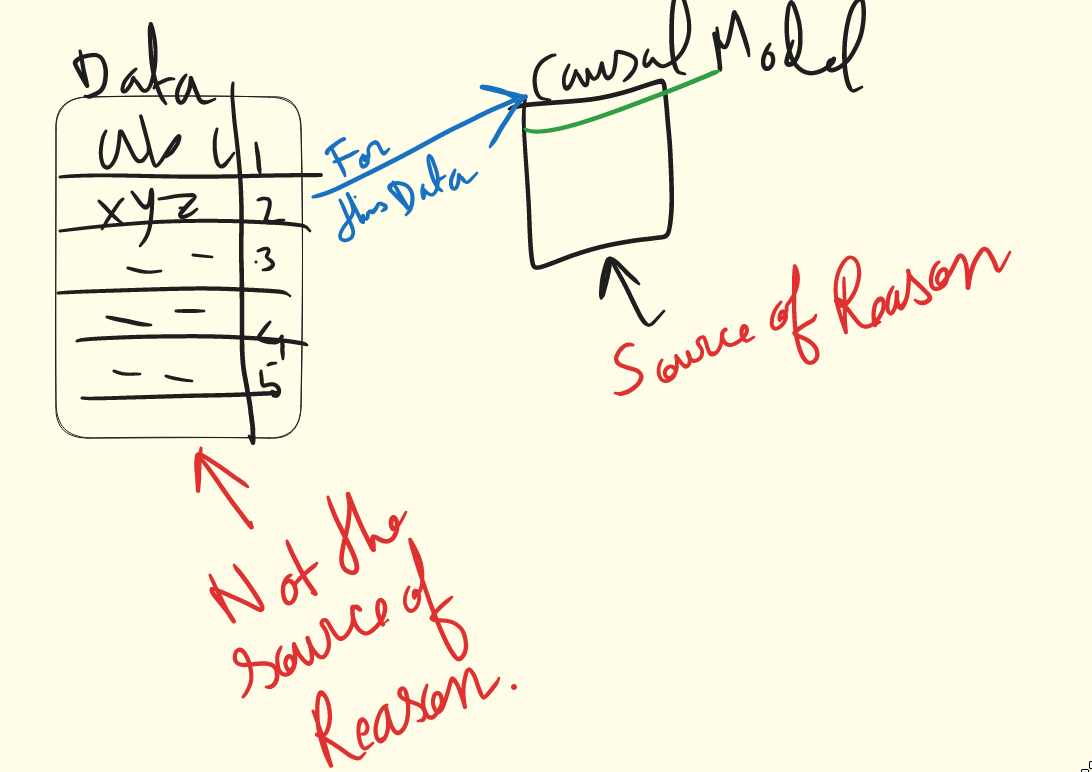 Data
1
xyz 2
3
4
5
For
this Data
Causal Model
Source of Reason
Not the
source of
Reason.